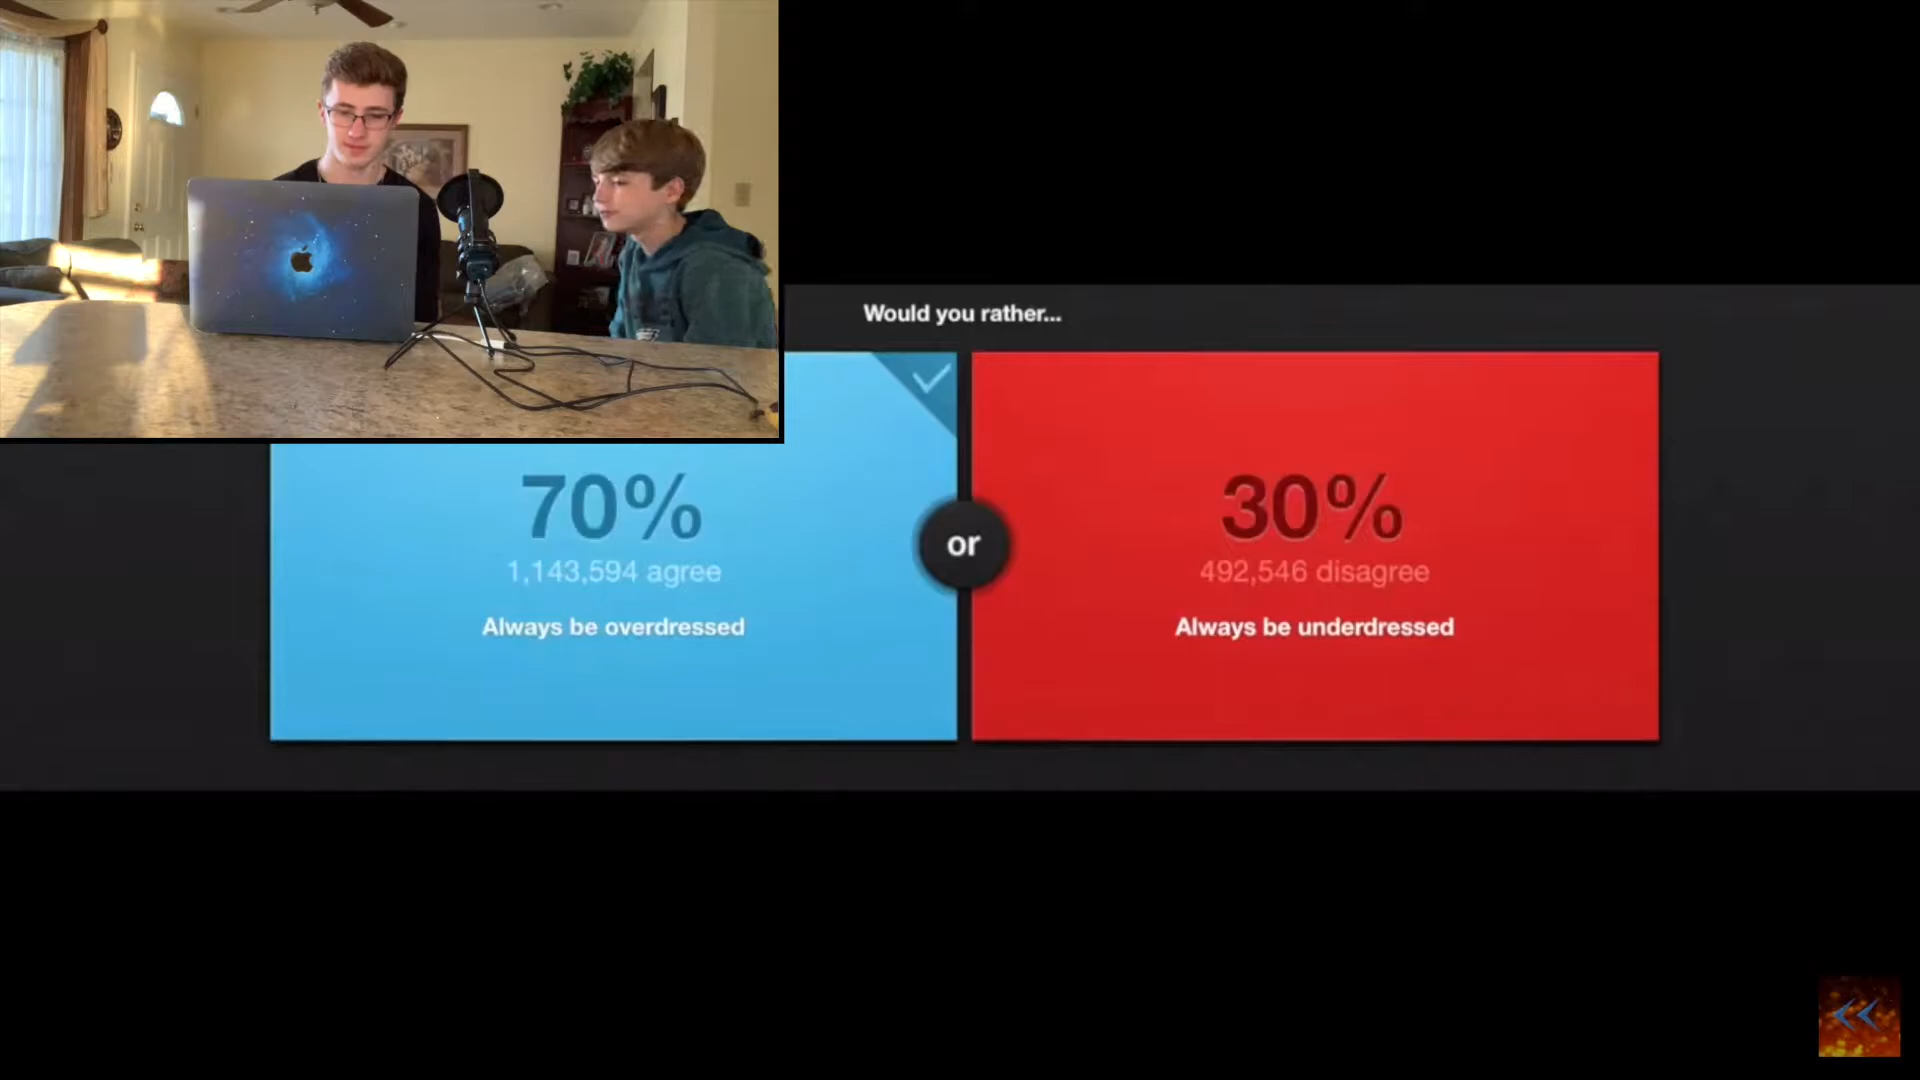 Would you rather...
70%
1,143,594 agree
Always be overdressed
or
30%
492,546 disagree
Always be underdressed